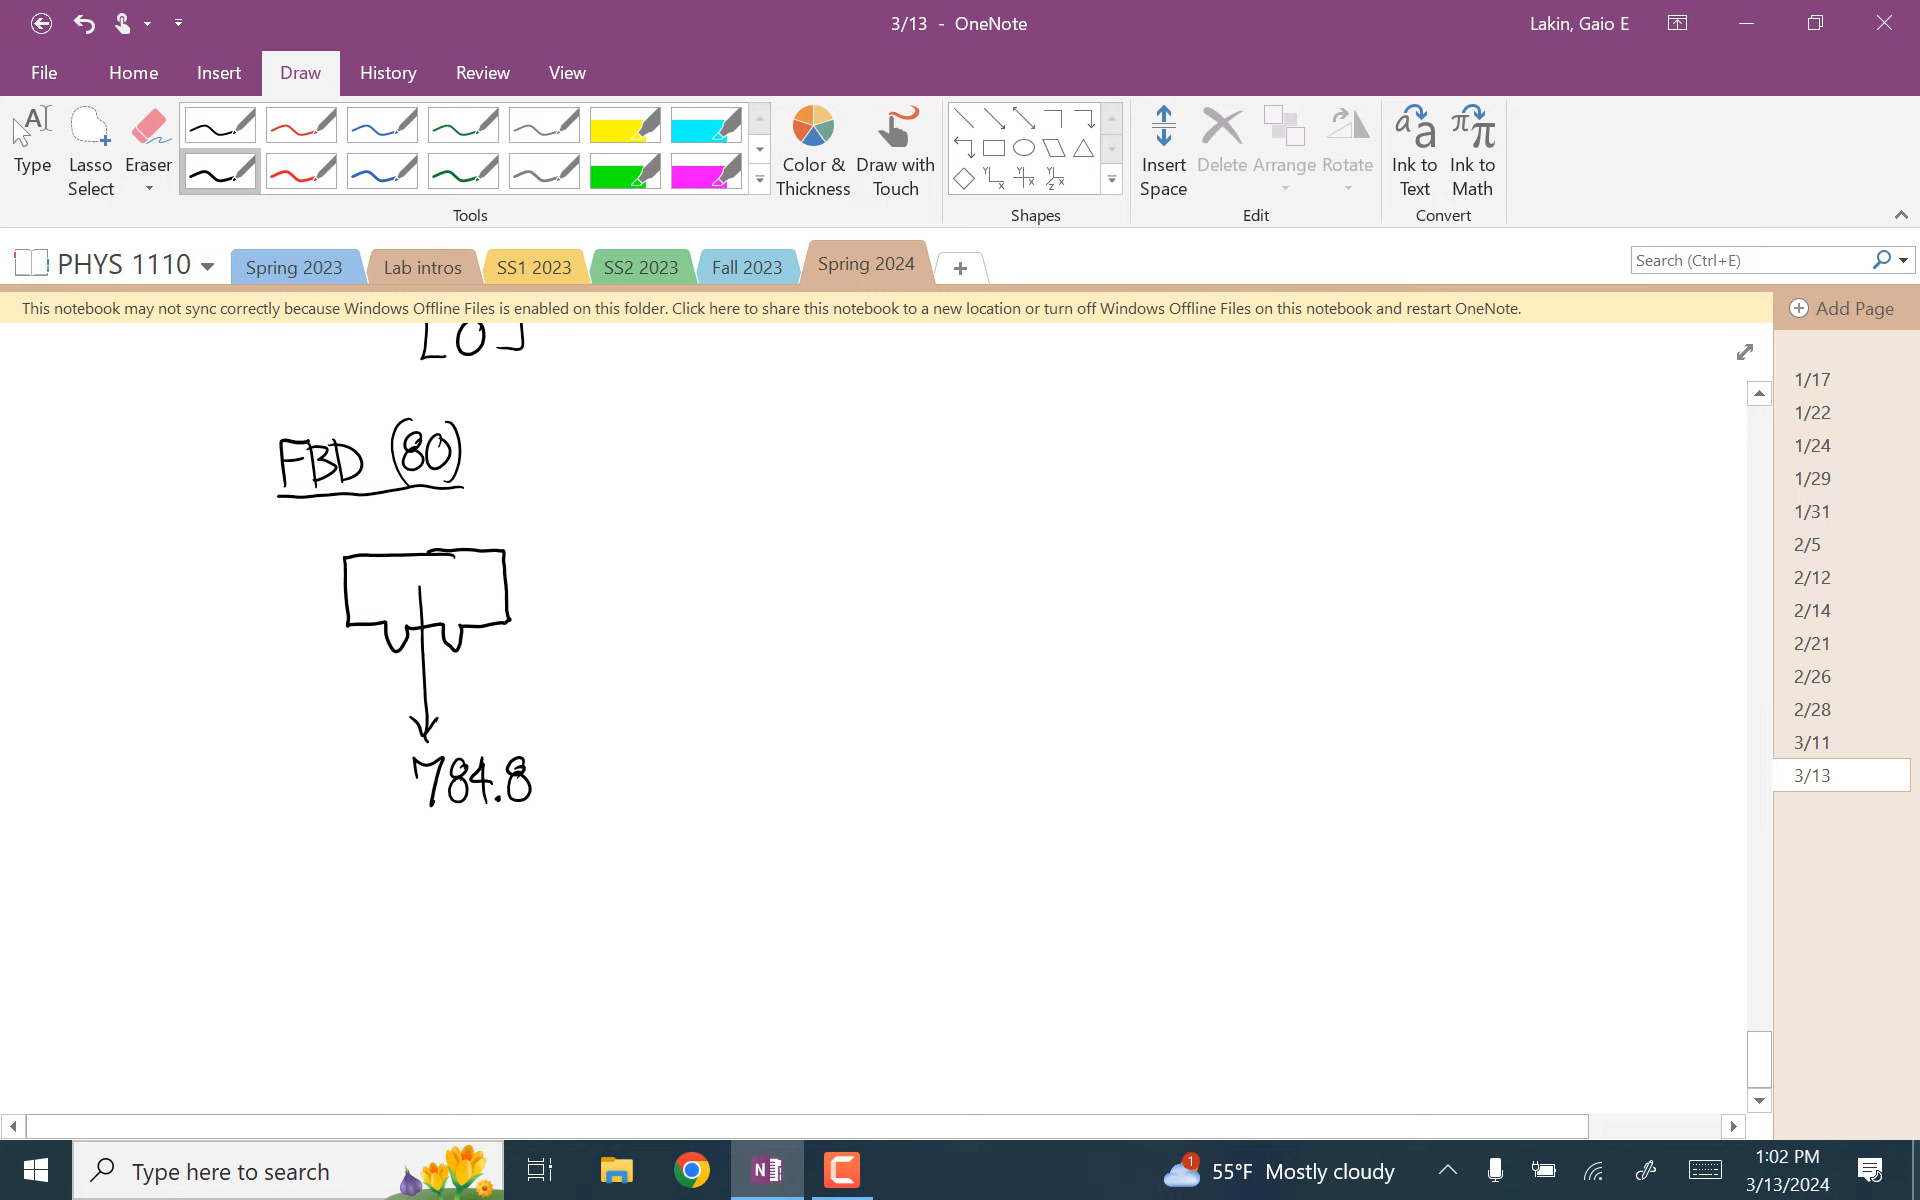 3/13 - OneNote
Lakin, Gaio E
File Home Insert Draw History Review View
Type
Lasso Select
Eraser
Color & Thickness
Draw with Touch
Insert Space
Delete
Arrange
Rotate
Ink to Text
Ink to Math
Tools
Shapes
Edit
Convert
PHYS 1110
Spring 2023
Lab intros
SS1 2023
SS2 2023
Fall 2023
Spring 2024
Search (Ctrl+E)
This notebook may not sync correctly because Windows Offline Files is enabled on this folder. Click here to share this notebook to a new location or turn off Windows Offline Files on this notebook and restart OneNote.
Add Page
[0]
FBD (80)
784.8
1/17
1/22
1/24
1/29
1/31
2/5
2/12
2/14
2/21
2/26
2/28
3/11
3/13
Type here to search
1
55°F Mostly cloudy
1:02 PM
3/13/2024